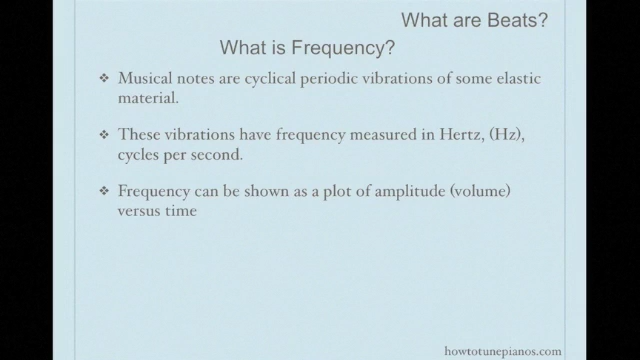 What are Beats?
What is Frequency?
❖ Musical notes are cyclical periodic vibrations of some elastic
material.
❖ These vibrations have frequency measured in Hertz, (Hz),
cycles per second.
❖ Frequency can be shown as a plot of amplitude (volume)
versus time
howtotunepianos.com